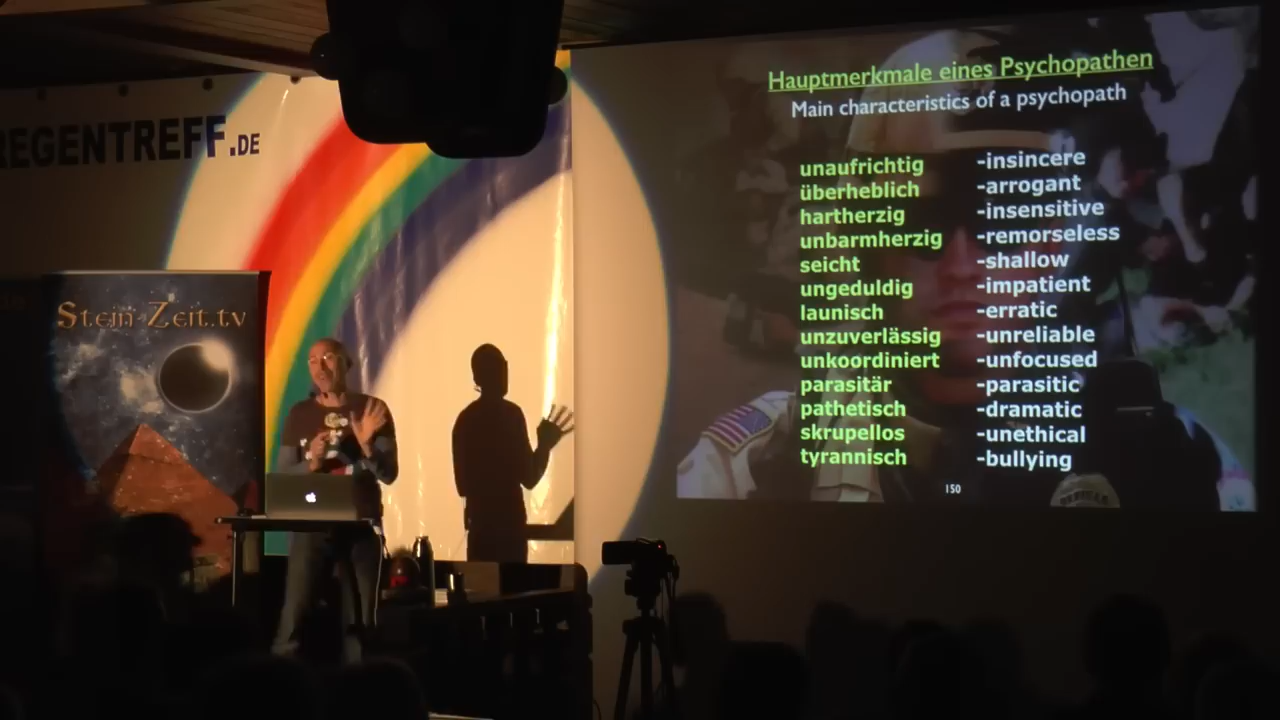 REGENTREFF.DE
Stein-Zeit.tv
Hauptmerkmale eines Psychopathen
Main characteristics of a psychopath
unaufrichtig -insincere
überheblich -arrogant
hartherzig -insensitive
unbarmherzig -remorseless
seicht -shallow
ungeduldig -impatient
launisch -erratic
unzuverlässig -unreliable
unkoordiniert -unfocused
parasitär -parasitic
pathetisch -dramatic
skrupellos -unethical
tyrannisch -bullying
150